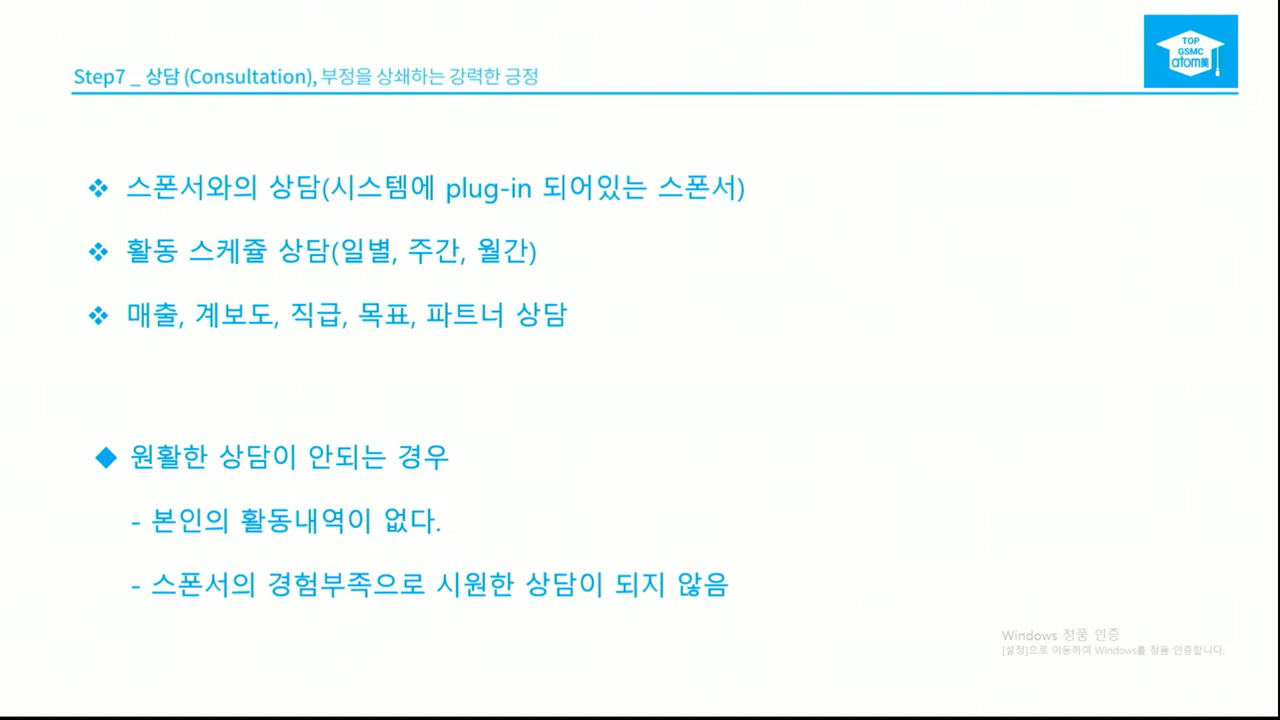 Step7 _ 상담 (Consultation), 부정을 상쇄하는 강력한 긍정
TOP
GSMC
atom美
❖ 스폰서와의 상담(시스템에 plug-in 되어있는 스폰서)
❖ 활동 스케쥴 상담(일별, 주간, 월간)
❖ 매출, 계보도, 직급, 목표, 파트너 상담
◆ 원활한 상담이 안되는 경우
- 본인의 활동내역이 없다.
- 스폰서의 경험부족으로 시원한 상담이 되지 않음
Windows 정품 인증
[설정]으로 이동하여 Windows를 정품 인증합니다.